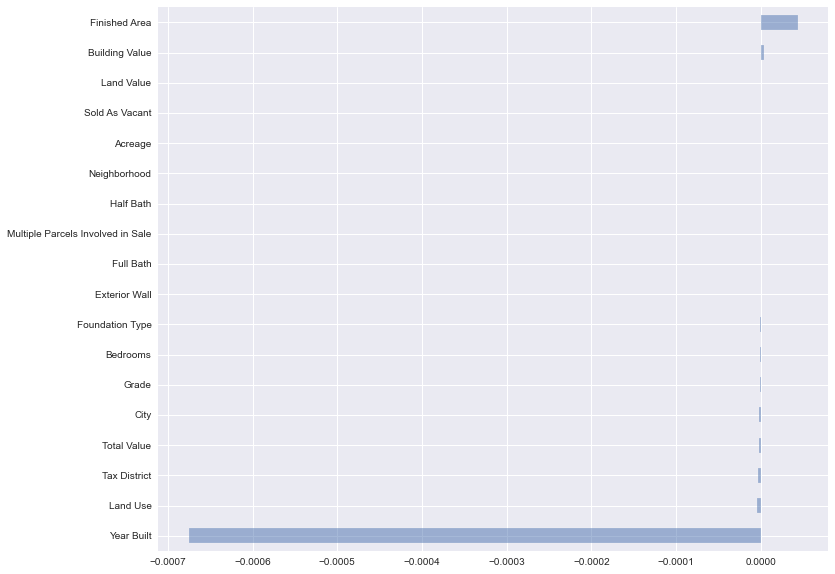 Finished Area
Building Value
Land Value
Sold As Vacant
Acreage
Neighborhood
Half Bath
Multiple Parcels Involved in Sale
Full Bath
Exterior Wall
Foundation Type
Bedrooms
Grade
City
Total Value
Tax District
Land Use
Year Built
−0.0007 −0.0006 −0.0005 −0.0004 −0.0003 −0.0002 −0.0001 0.0000